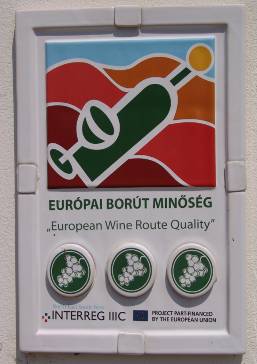 EURÓPAI BORÚT MINŐSÉG
„European Wine Route Quality”
INTERREG IIIC
PROJECT PART-FINANCED
BY THE EUROPEAN UNION